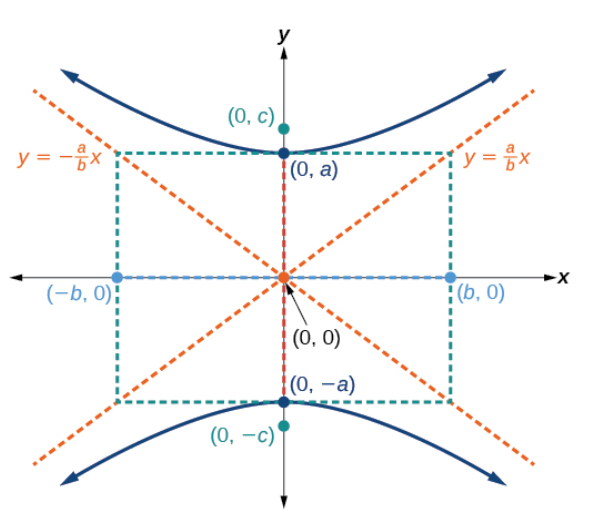 y
(0, c)
y = −a/b x
y = a/b x
(0, a)
x
(−b, 0)
(b, 0)
(0, 0)
(0, −a)
(0, −c)